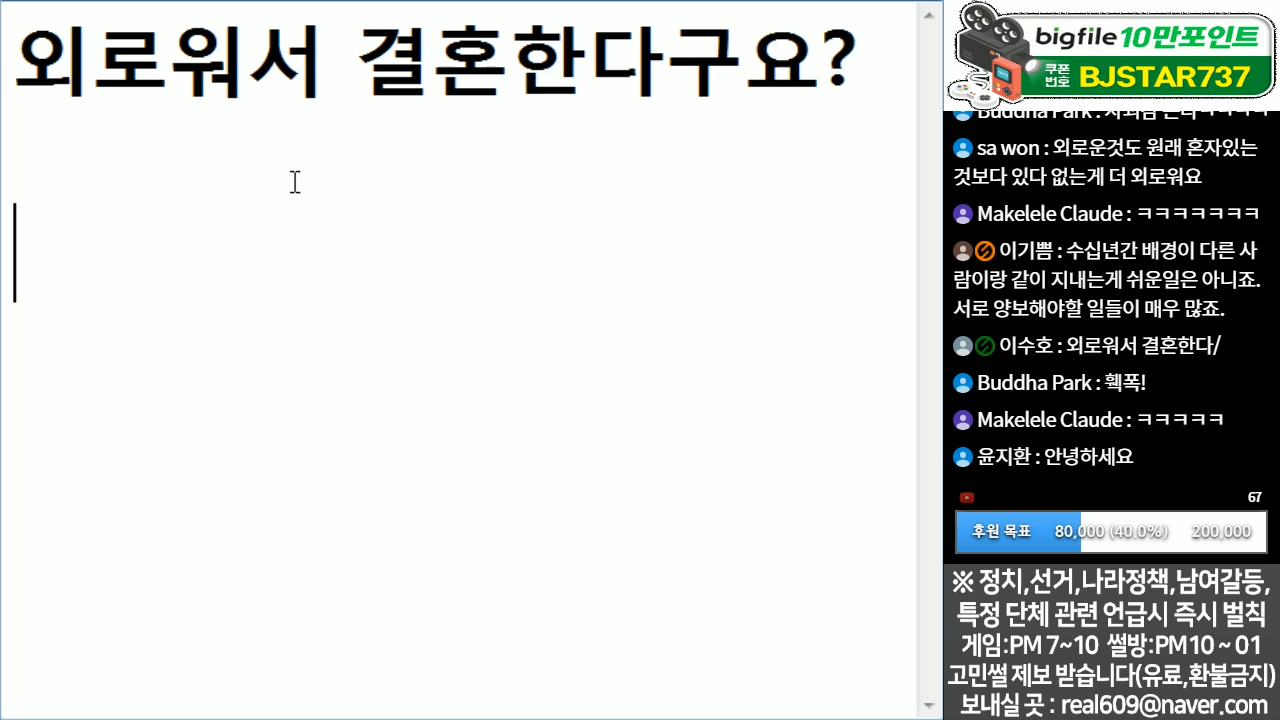 외로워서 결혼한다구요?
bigfile 10만포인트
쿠폰
번호
BJSTAR737
Buddha Park :
sa won : 외로운것도 원래 혼자있는
것보다 있다 없는게 더 외로워요
Makelele Claude : ㅋㅋㅋㅋㅋㅋㅋ
이기쁨 : 수십년간 배경이 다른 사
람이랑 같이 지내는게 쉬운일은 아니죠.
서로 양보해야할 일들이 매우 많죠.
이수호 : 외로워서 결혼한다/
Buddha Park : 훽폭!
Makelele Claude : ㅋㅋㅋㅋㅋ
윤지환 : 안녕하세요
67
후원 목표 80,000 (40.0%) 200,000
※ 정치,선거,나라정책,남여갈등,
특정 단체 관련 언급시 즉시 벌칙
게임:PM 7~10 썰방:PM10 ~ 01
고민썰 제보 받습니다(유료,환불금지)
보내실 곳 : real609@naver.com